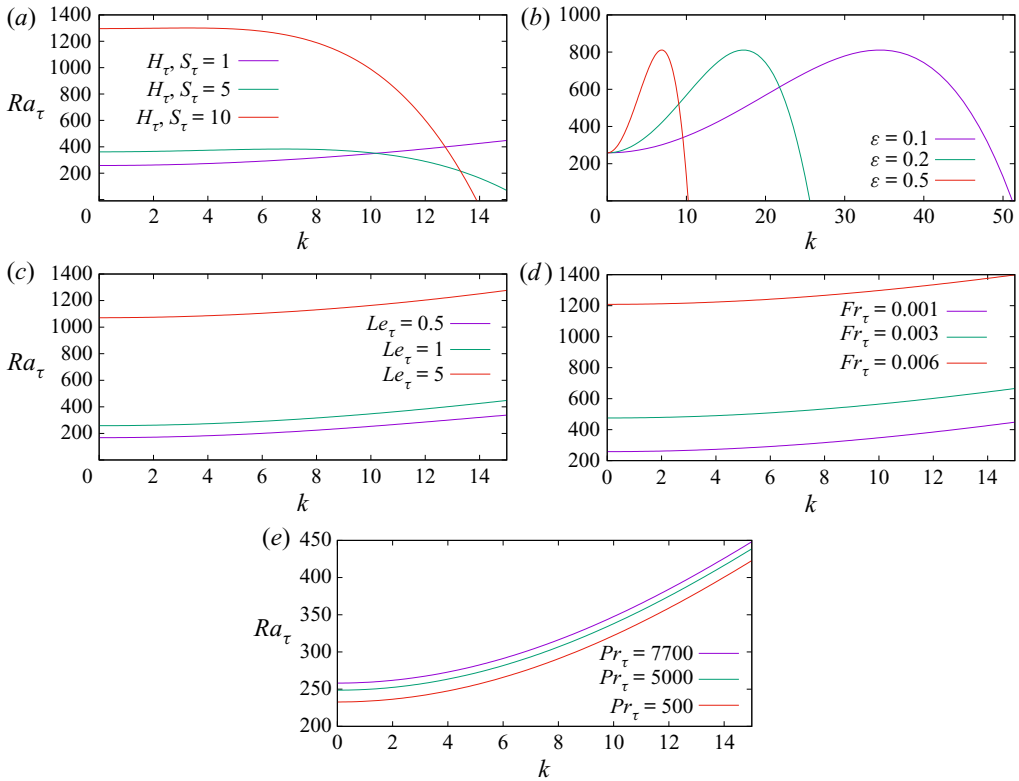 (a)
1400
1200
1000
800
600
400
200
0
Ra_τ
H_τ, S_τ = 1
H_τ, S_τ = 5
H_τ, S_τ = 10
0 2 4 6 8 10 12 14
k
(b)
1000
800
600
400
200
0
ε = 0.1
ε = 0.2
ε = 0.5
0 10 20 30 40 50
k
(c)
1400
1200
1000
800
600
400
200
Ra_τ
Le_τ = 0.5
Le_τ = 1
Le_τ = 5
0 2 4 6 8 10 12 14
k
(d)
1400
1200
1000
800
600
400
200
Fr_τ = 0.001
Fr_τ = 0.003
Fr_τ = 0.006
0 2 4 6 8 10 12 14
k
(e)
450
400
350
300
250
200
Ra_τ
Pr_τ = 7700
Pr_τ = 5000
Pr_τ = 500
0 2 4 6 8 10 12 14
k